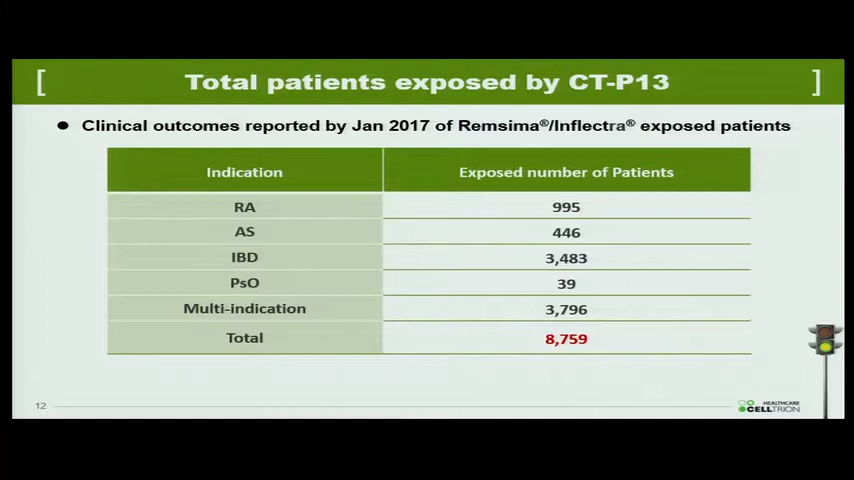 [ Total patients exposed by CT-P13 ]
● Clinical outcomes reported by Jan 2017 of Remsima®/Inflectra® exposed patients
Indication Exposed number of Patients
RA 995
AS 446
IBD 3,483
PsO 39
Multi-indication 3,796
Total 8,759
12
HEALTHCARE
CELLTRION